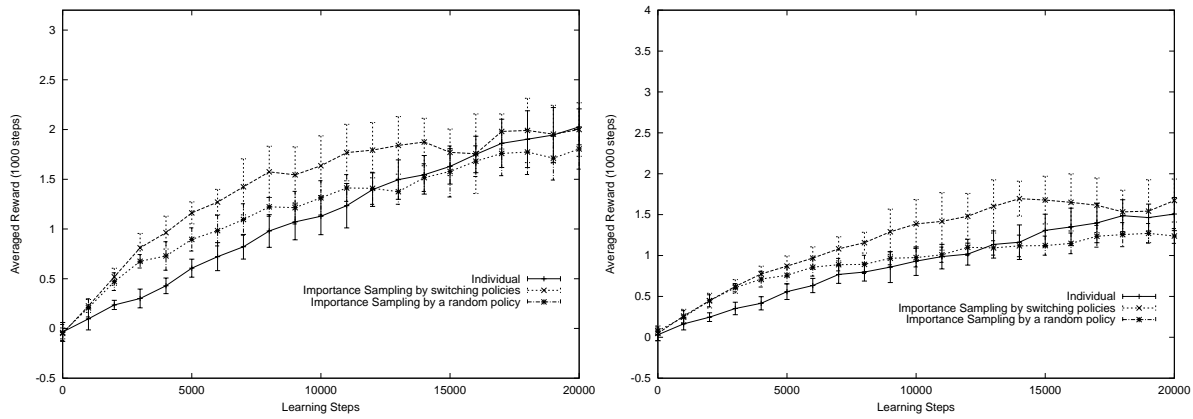 3
2.5
2
1.5
1
0.5
0
-0.5
Averaged Reward (1000 steps)
Individual
Importance Sampling by switching policies
Importance Sampling by a random policy
0 5000 10000 15000 20000
Learning Steps
4
3.5
3
2.5
2
1.5
1
0.5
0
-0.5
Averaged Reward (1000 steps)
Individual
Importance Sampling by switching policies
Importance Sampling by a random policy
0 5000 10000 15000 20000
Learning Steps